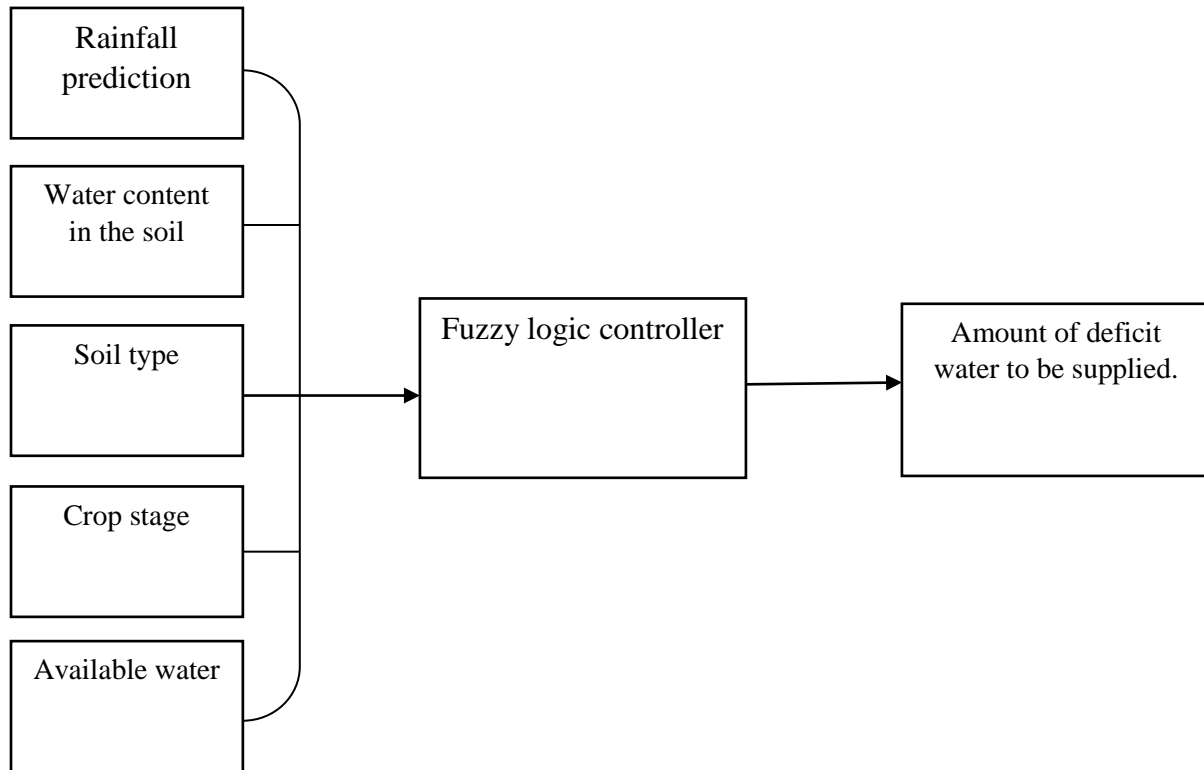 Rainfall
prediction
Water content
in the soil
Soil type
Crop stage
Available water
Fuzzy logic controller
Amount of deficit
water to be supplied.